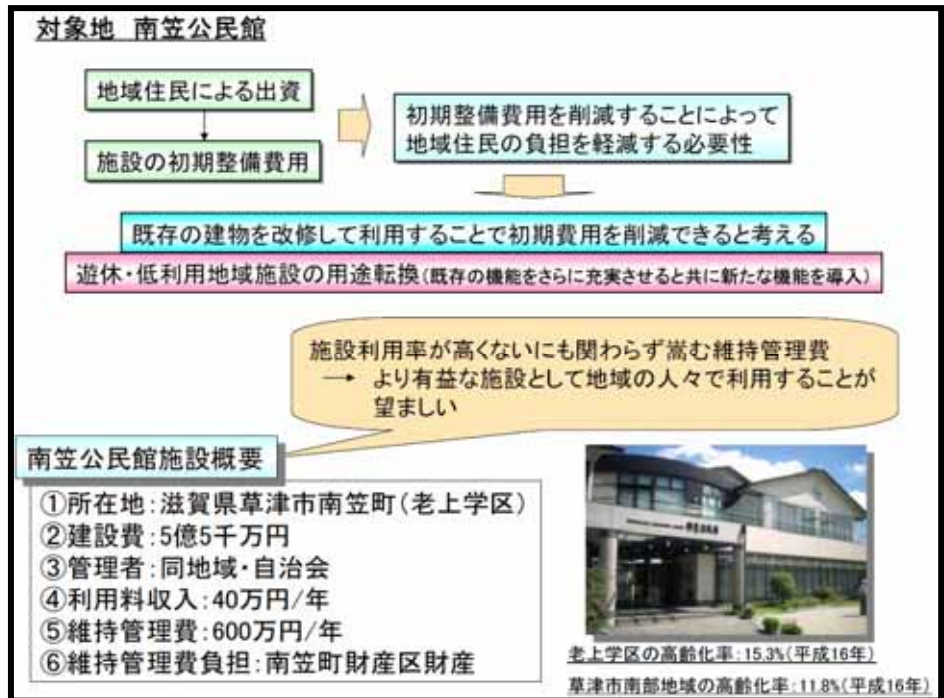 対象地　南笠公民館
地域住民による出資
施設の初期整備費用
初期整備費用を削減することによって
地域住民の負担を軽減する必要性
既存の建物を改修して利用することで初期費用を削減できると考える
遊休・低利用地域施設の用途転換(既存の機能をさらに充実させると共に新たな機能を導入)
施設利用率が高くないにも関わらず嵩む維持管理費
→ より有益な施設として地域の人々で利用することが
望ましい
南笠公民館施設概要
①所在地:滋賀県草津市南笠町(老上学区)
②建設費:5億5千万円
③管理者:同地域・自治会
④利用料収入:40万円/年
⑤維持管理費:600万円/年
⑥維持管理費負担:南笠町財産区財産
老上学区の高齢化率:15.3%(平成16年)
草津市南部地域の高齢化率:11.8%(平成16年)